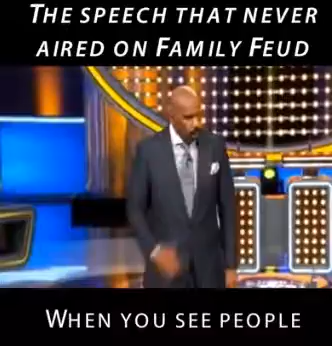 THE SPEECH THAT NEVER
AIRED ON FAMILY FEUD
WHEN YOU SEE PEOPLE